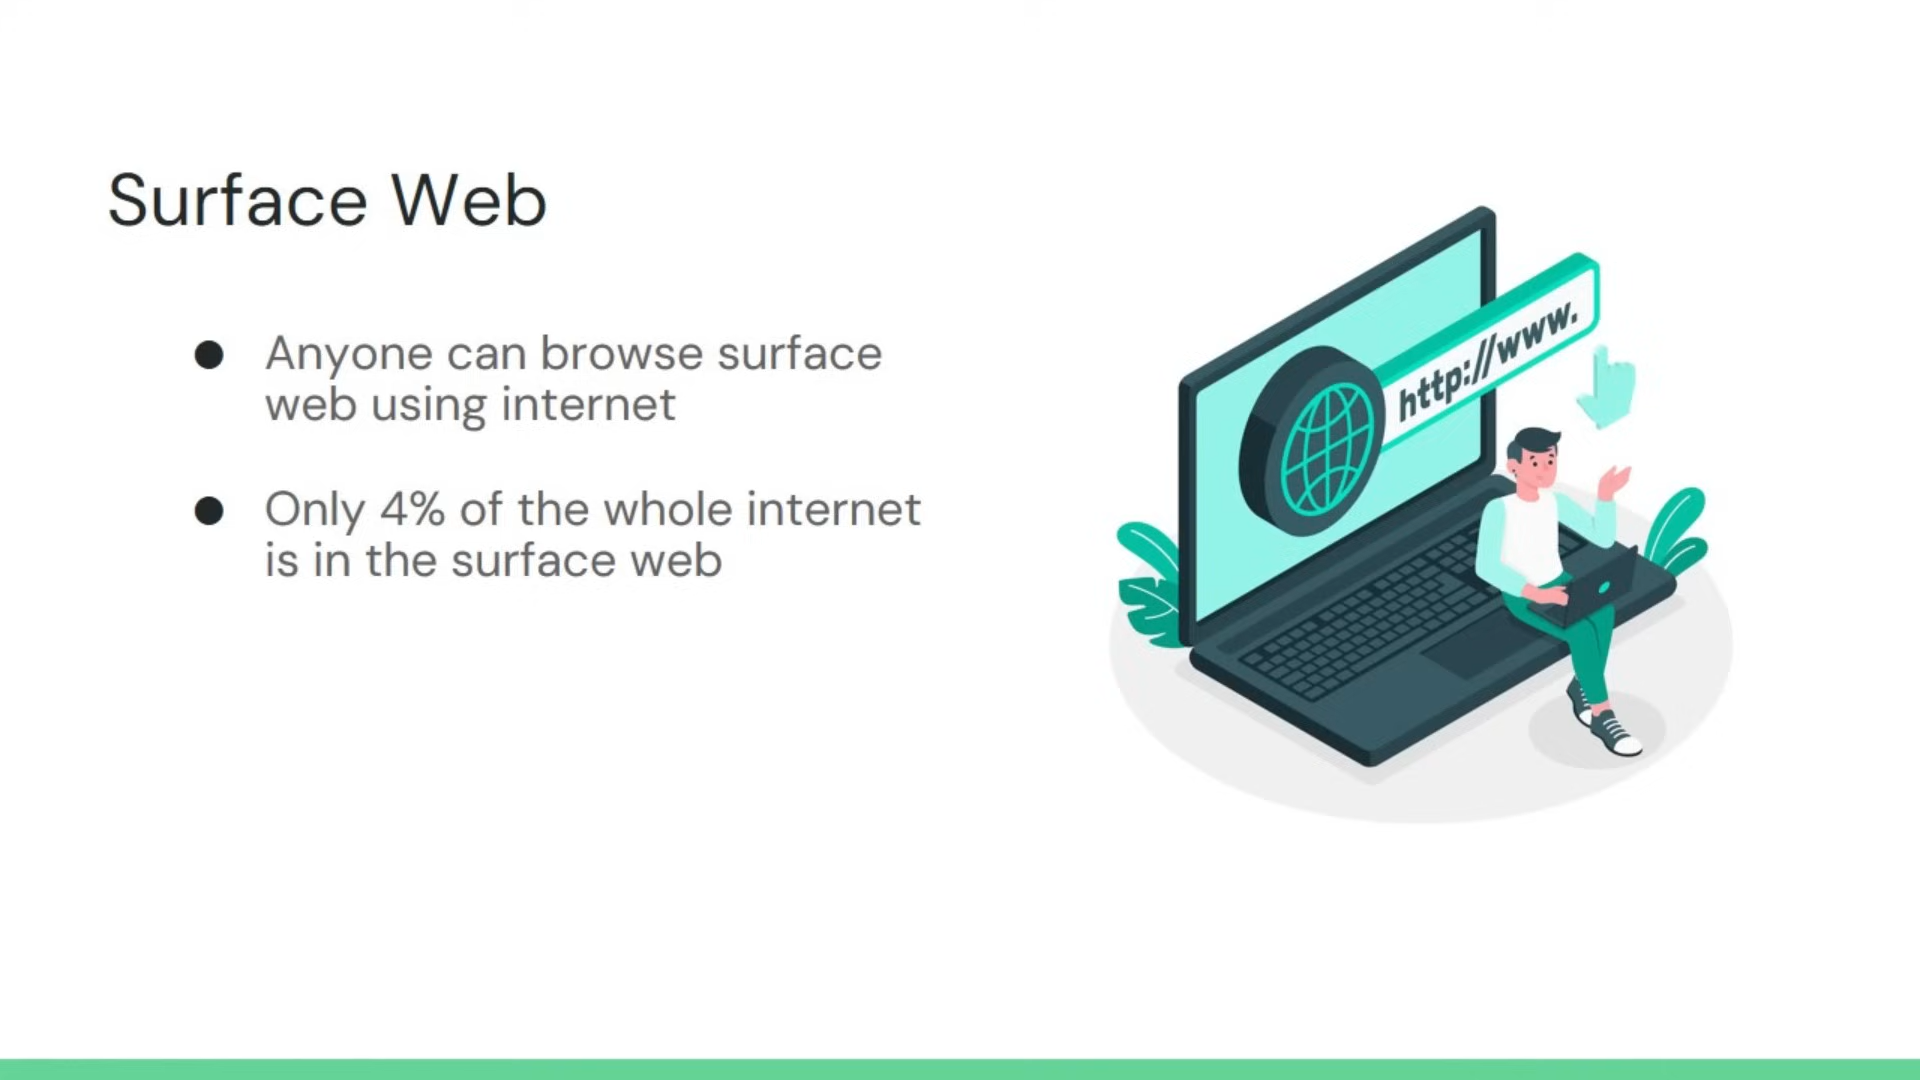 Surface Web
● Anyone can browse surface
web using internet
● Only 4% of the whole internet
is in the surface web
http://www.